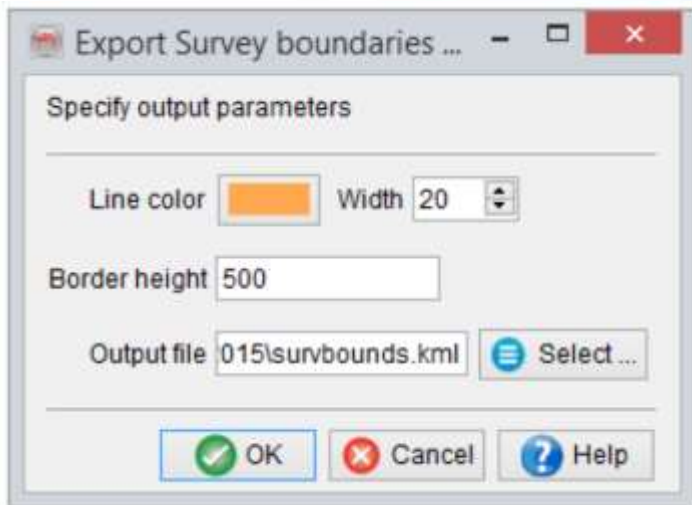 Export Survey boundaries ...
Specify output parameters
Line color Width 20
Border height 500
Output file 015\survbounds.kml Select ...
OK Cancel Help